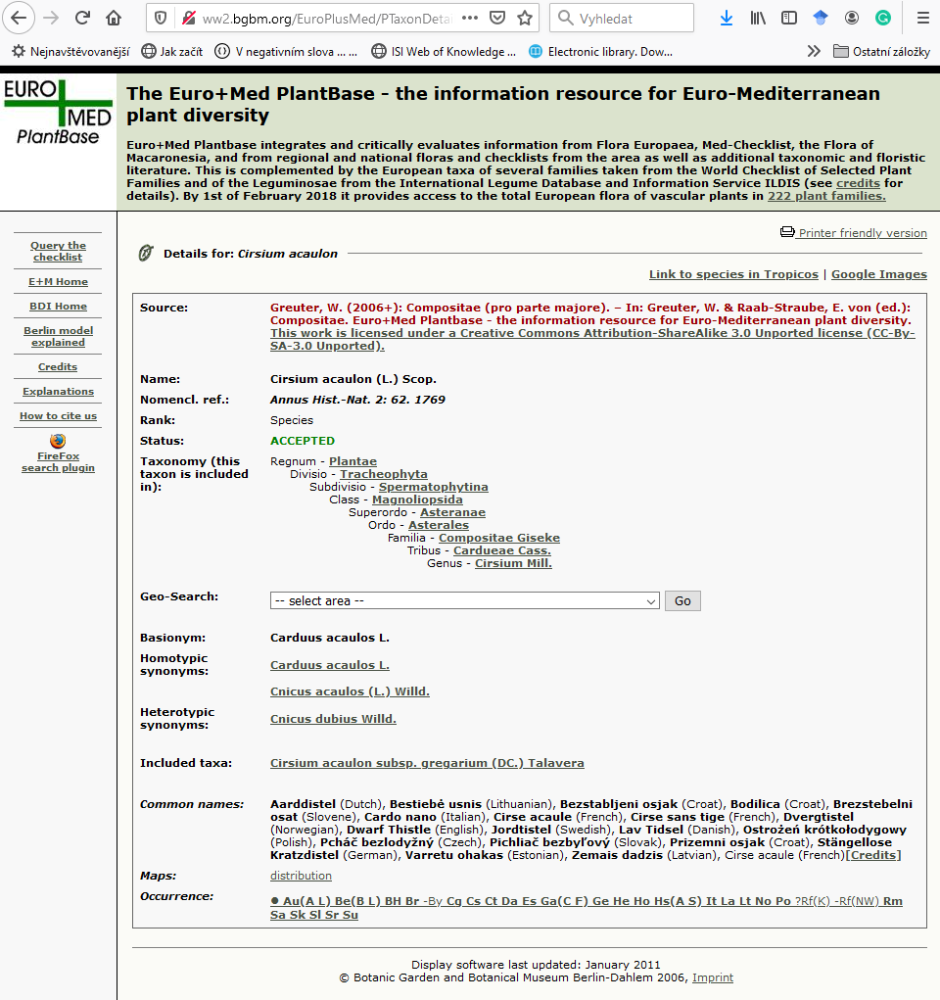 ww2.bgbm.org/EuroPlusMed/PTaxonDeta
Vyhledat
Nejnavštěvovanější
Jak začít
V negativním slova ... ...
ISI Web of Knowledge ...
Electronic library. Dow...
Ostatní záložky
EURO
MED
PlantBase
The Euro+Med PlantBase - the information resource for Euro-Mediterranean
plant diversity
Euro+Med Plantbase integrates and critically evaluates information from Flora Europaea, Med-Checklist, the Flora of
Macaronesia, and from regional and national floras and checklists from the area as well as additional taxonomic and floristic
literature. This is complemented by the European taxa of several families taken from the World Checklist of Selected Plant
Families and of the Leguminosae from the International Legume Database and Information Service ILDIS (see credits for
details). By 1st of February 2018 it provides access to the total European flora of vascular plants in 222 plant families.
Query the
checklist
E+M Home
BDI Home
Berlin model
explained
Credits
Explanations
How to cite us
FireFox
search plugin
Printer friendly version
Details for: Cirsium acaulon
Link to species in Tropicos | Google Images
Source: Greuter, W. (2006+): Compositae (pro parte majore). – In: Greuter, W. & Raab-Straube, E. von (ed.):
Compositae. Euro+Med Plantbase - the information resource for Euro-Mediterranean plant diversity.
This work is licensed under a Creative Commons Attribution-ShareAlike 3.0 Unported license (CC-By-
SA-3.0 Unported).
Name: Cirsium acaulon (L.) Scop.
Nomencl. ref.: Annus Hist.-Nat. 2: 62. 1769
Rank: Species
Status: ACCEPTED
Taxonomy (this
taxon is included
in):
Regnum - Plantae
Divisio - Tracheophyta
Subdivisio - Spermatophytina
Class - Magnoliopsida
Superordo - Asteranae
Ordo - Asterales
Familia - Compositae Giseke
Tribus - Cardueae Cass.
Genus - Cirsium Mill.
Geo-Search: -- select area -- Go
Basionym: Carduus acaulos L.
Homotypic
synonyms:
Carduus acaulos L.
Cnicus acaulos (L.) Willd.
Heterotypic
synonyms:
Cnicus dubius Willd.
Included taxa: Cirsium acaulon subsp. gregarium (DC.) Talavera
Common names: Aarddistel (Dutch), Bestiebė usnis (Lithuanian), Bezstabljeni osjak (Croat), Bodilica (Croat), Brezstebelni
osat (Slovene), Cardo nano (Italian), Cirse acaule (French), Cirse sans tige (French), Dvergtistel
(Norwegian), Dwarf Thistle (English), Jordtistel (Swedish), Lav Tidsel (Danish), Ostrożeń krótkołodygowy
(Polish), Pcháč bezlodyžný (Czech), Pichliač bezbyľový (Slovak), Prizemni osjak (Croat), Stängellose
Kratzdistel (German), Varretu ohakas (Estonian), Zemais dadzis (Latvian), Cirse acaule (French)[Credits]
Maps: distribution
Occurrence: ● Au(A L) Be(B L) BH Br -By Cg Cs Ct Da Es Ga(C F) Ge He Ho Hs(A S) It La Lt No Po ?Rf(K) -Rf(NW) Rm
Sa Sk Sl Sr Su
Display software last updated: January 2011
© Botanic Garden and Botanical Museum Berlin-Dahlem 2006, Imprint